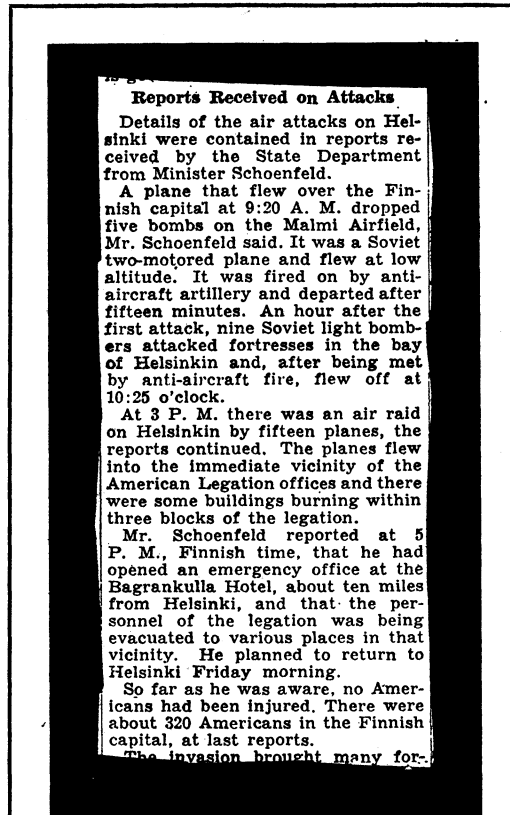 Reports Received on Attacks
Details of the air attacks on Hel-
sinki were contained in reports re-
ceived by the State Department
from Minister Schoenfeld.
A plane that flew over the Fin-
nish capital at 9:20 A. M. dropped
five bombs on the Malmi Airfield,
Mr. Schoenfeld said. It was a Soviet
two-motored plane and flew at low
altitude. It was fired on by anti-
aircraft artillery and departed after
fifteen minutes. An hour after the
first attack, nine Soviet light bomb-
ers attacked fortresses in the bay
of Helsinkin and, after being met
by anti-aircraft fire, flew off at
10:25 o'clock.
At 3 P. M. there was an air raid
on Helsinkin by fifteen planes, the
reports continued. The planes flew
into the immediate vicinity of the
American Legation offices and there
were some buildings burning within
three blocks of the legation.
Mr. Schoenfeld reported at 5
P. M., Finnish time, that he had
opened an emergency office at the
Bagrankulla Hotel, about ten miles
from Helsinki, and that the per-
sonnel of the legation was being
evacuated to various places in that
vicinity. He planned to return to
Helsinki Friday morning.
So far as he was aware, no Amer-
icans had been injured. There were
about 320 Americans in the Finnish
capital, at last reports.
The invasion brought many for-